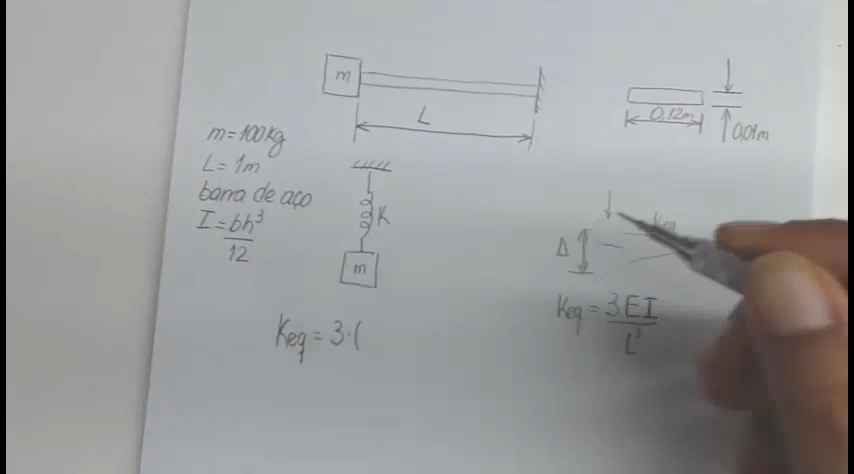 m
L
0,12m
0,01m
m=100kg
L=1m
barra de aço
I=bh³
12
K
m
Δ
Keq=3EI
L³
Keq=3·(